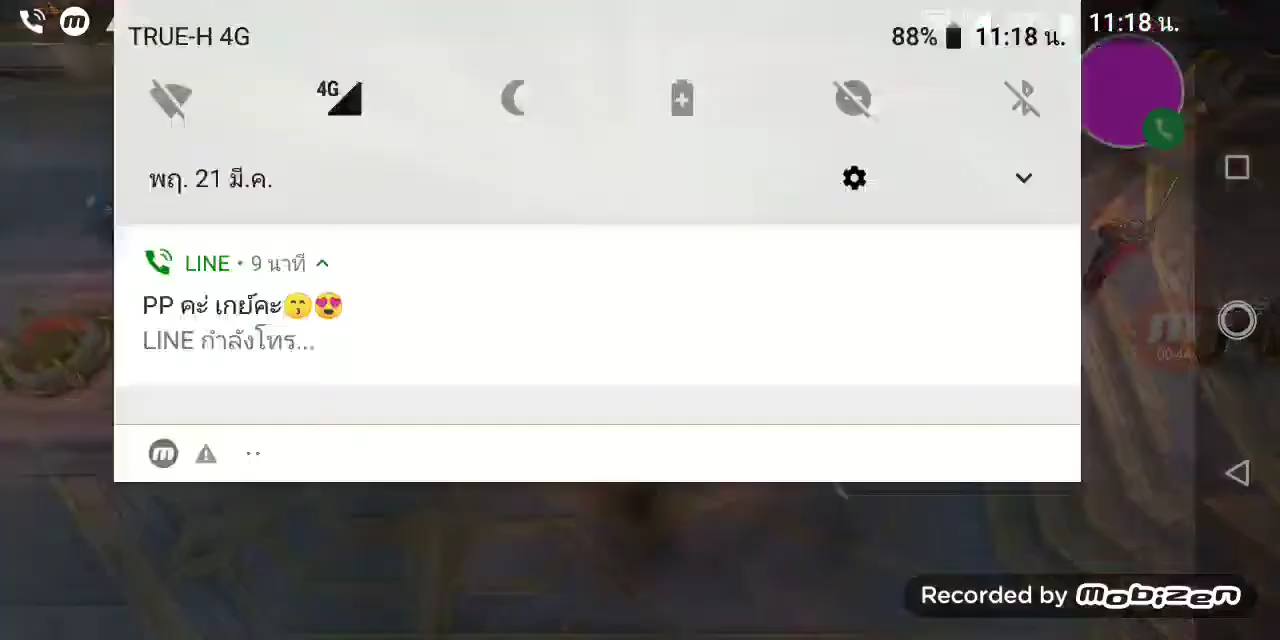 11:18 น.
TRUE-H 4G
88% 11:18 น.
4G
พฤ. 21 มี.ค.
LINE • 9 นาที
PP คะ่ เกย์คะ😙😍
LINE กำลังโทร...
00:44
Recorded by mobizen